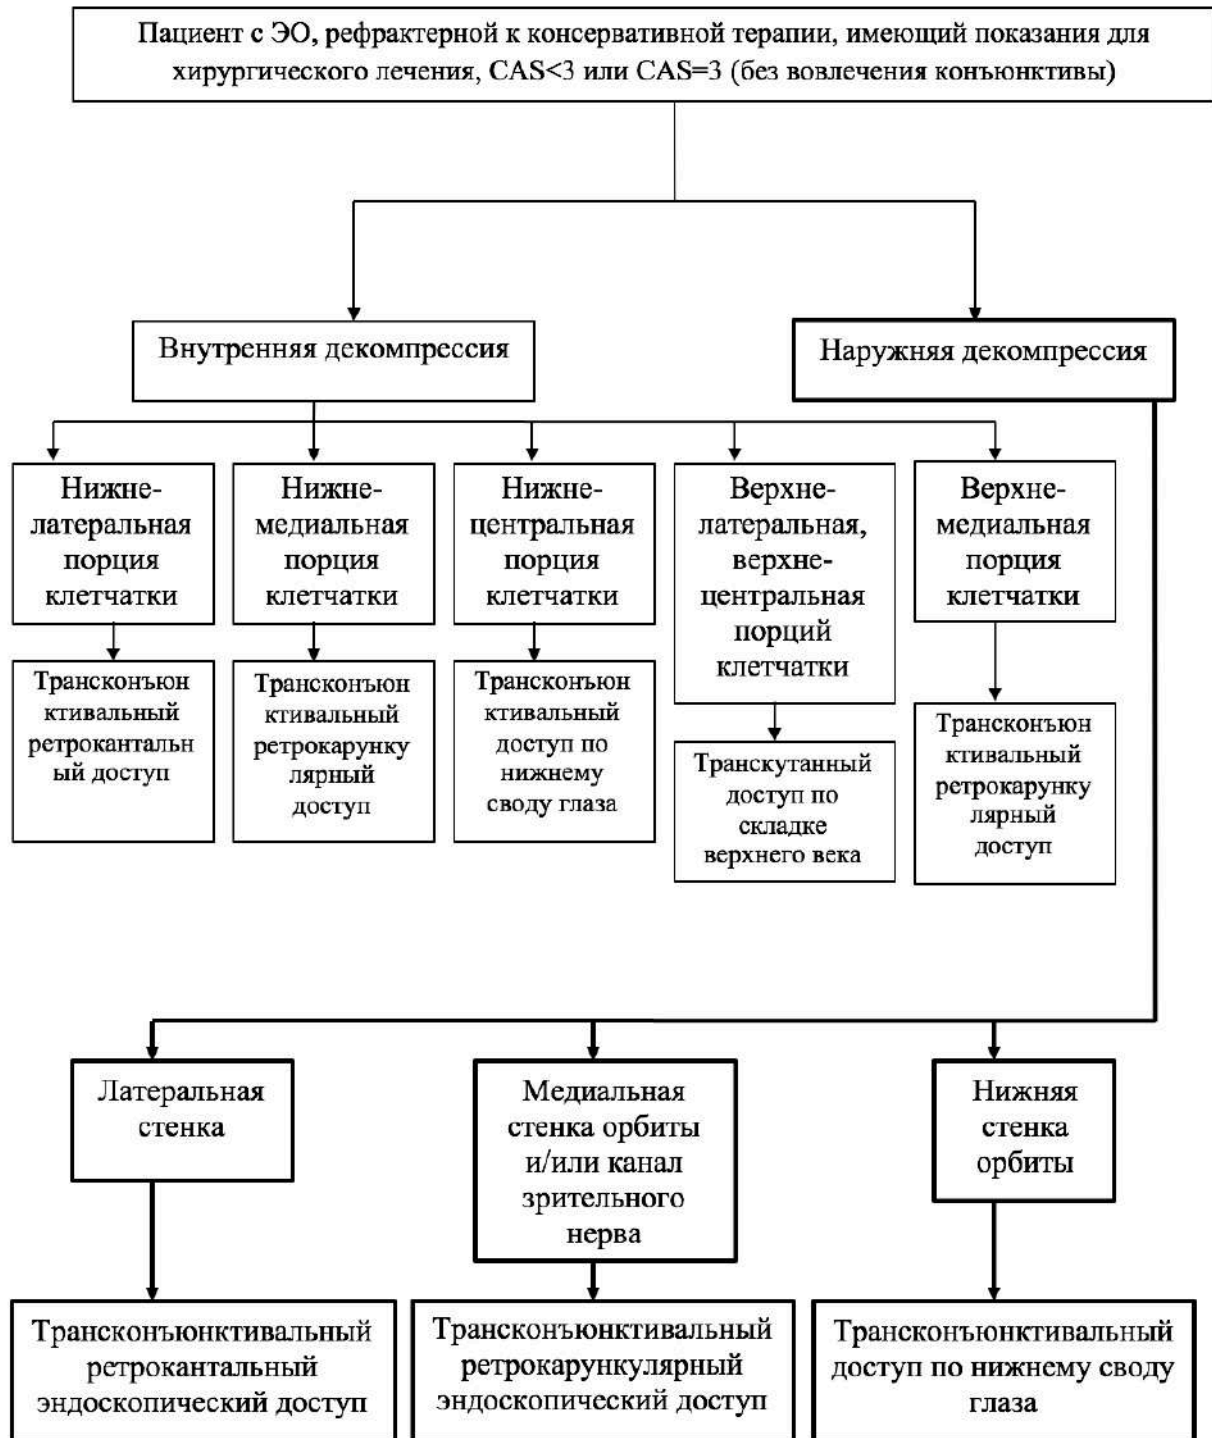 Пациент с ЭО, рефрактерной к консервативной терапии, имеющий показания для
хирургического лечения, CAS<3 или CAS=3 (без вовлечения конъюнктивы)
Внутренняя декомпрессия
Наружняя декомпрессия
Нижне-
латеральная
порция
клетчатки
Нижне-
медиальная
порция
клетчатки
Нижне-
центральная
порция
клетчатки
Верхне-
латеральная,
верхне-
центральная
порций
клетчатки
Верхне-
медиальная
порция
клетчатки
Трансконъюн
ктивальный
ретрокантальн
ый доступ
Трансконъюн
ктивальный
ретрокарунку
лярный
доступ
Трансконъюн
ктивальный
доступ по
нижнему
своду глаза
Транскутанный
доступ по
складке
верхнего века
Трансконъюн
ктивальный
ретрокарунку
лярный
доступ
Латеральная
стенка
Медиальная
стенка орбиты
и/или канал
зрительного
нерва
Нижняя
стенка
орбиты
Трансконъюнктивальный
ретрокантальный
эндоскопический доступ
Трансконъюнктивальный
ретрокарункулярный
эндоскопический доступ
Трансконъюнктивальный
доступ по нижнему своду
глаза